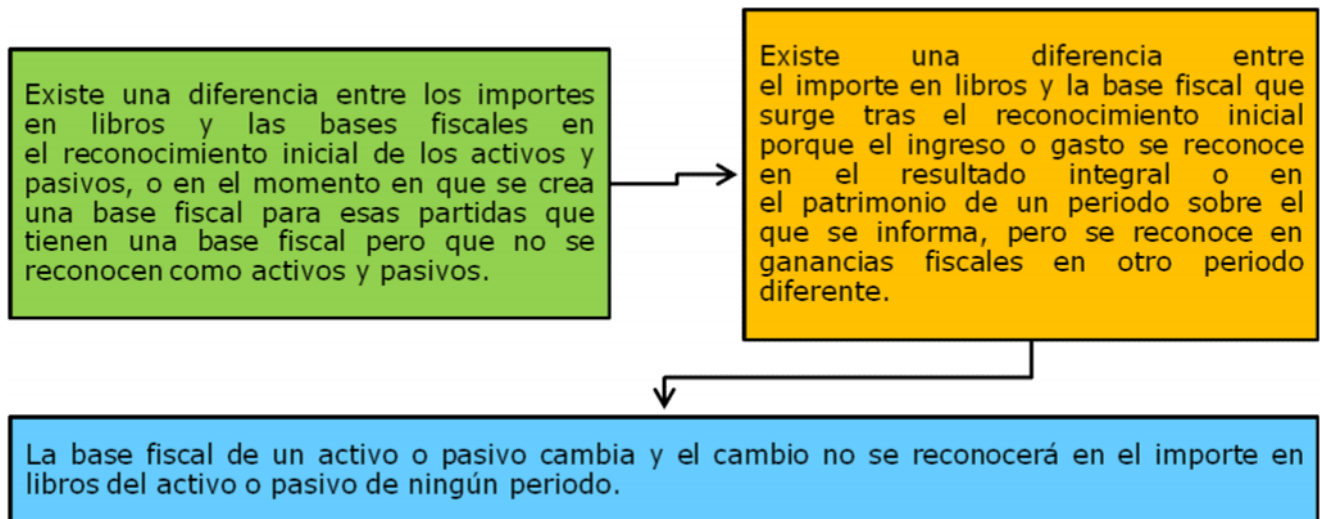 Existe una diferencia entre los importes
en libros y las bases fiscales en
el reconocimiento inicial de los activos y
pasivos, o en el momento en que se crea
una base fiscal para esas partidas que
tienen una base fiscal pero que no se
reconocen como activos y pasivos.
Existe una diferencia entre
el importe en libros y la base fiscal que
surge tras el reconocimiento inicial
porque el ingreso o gasto se reconoce
en el resultado integral o en
el patrimonio de un periodo sobre el
que se informa, pero se reconoce en
ganancias fiscales en otro periodo
diferente.
La base fiscal de un activo o pasivo cambia y el cambio no se reconocerá en el importe en
libros del activo o pasivo de ningún periodo.